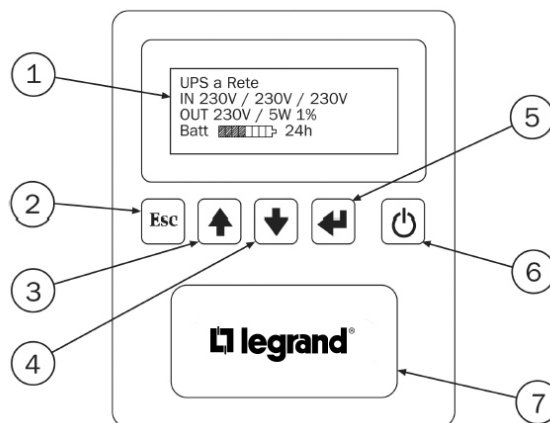 1
UPS a Rete
IN 230V / 230V / 230V
OUT 230V / 5W 1%
Batt 24h
5
2
Esc
3
6
4
legrand®
7